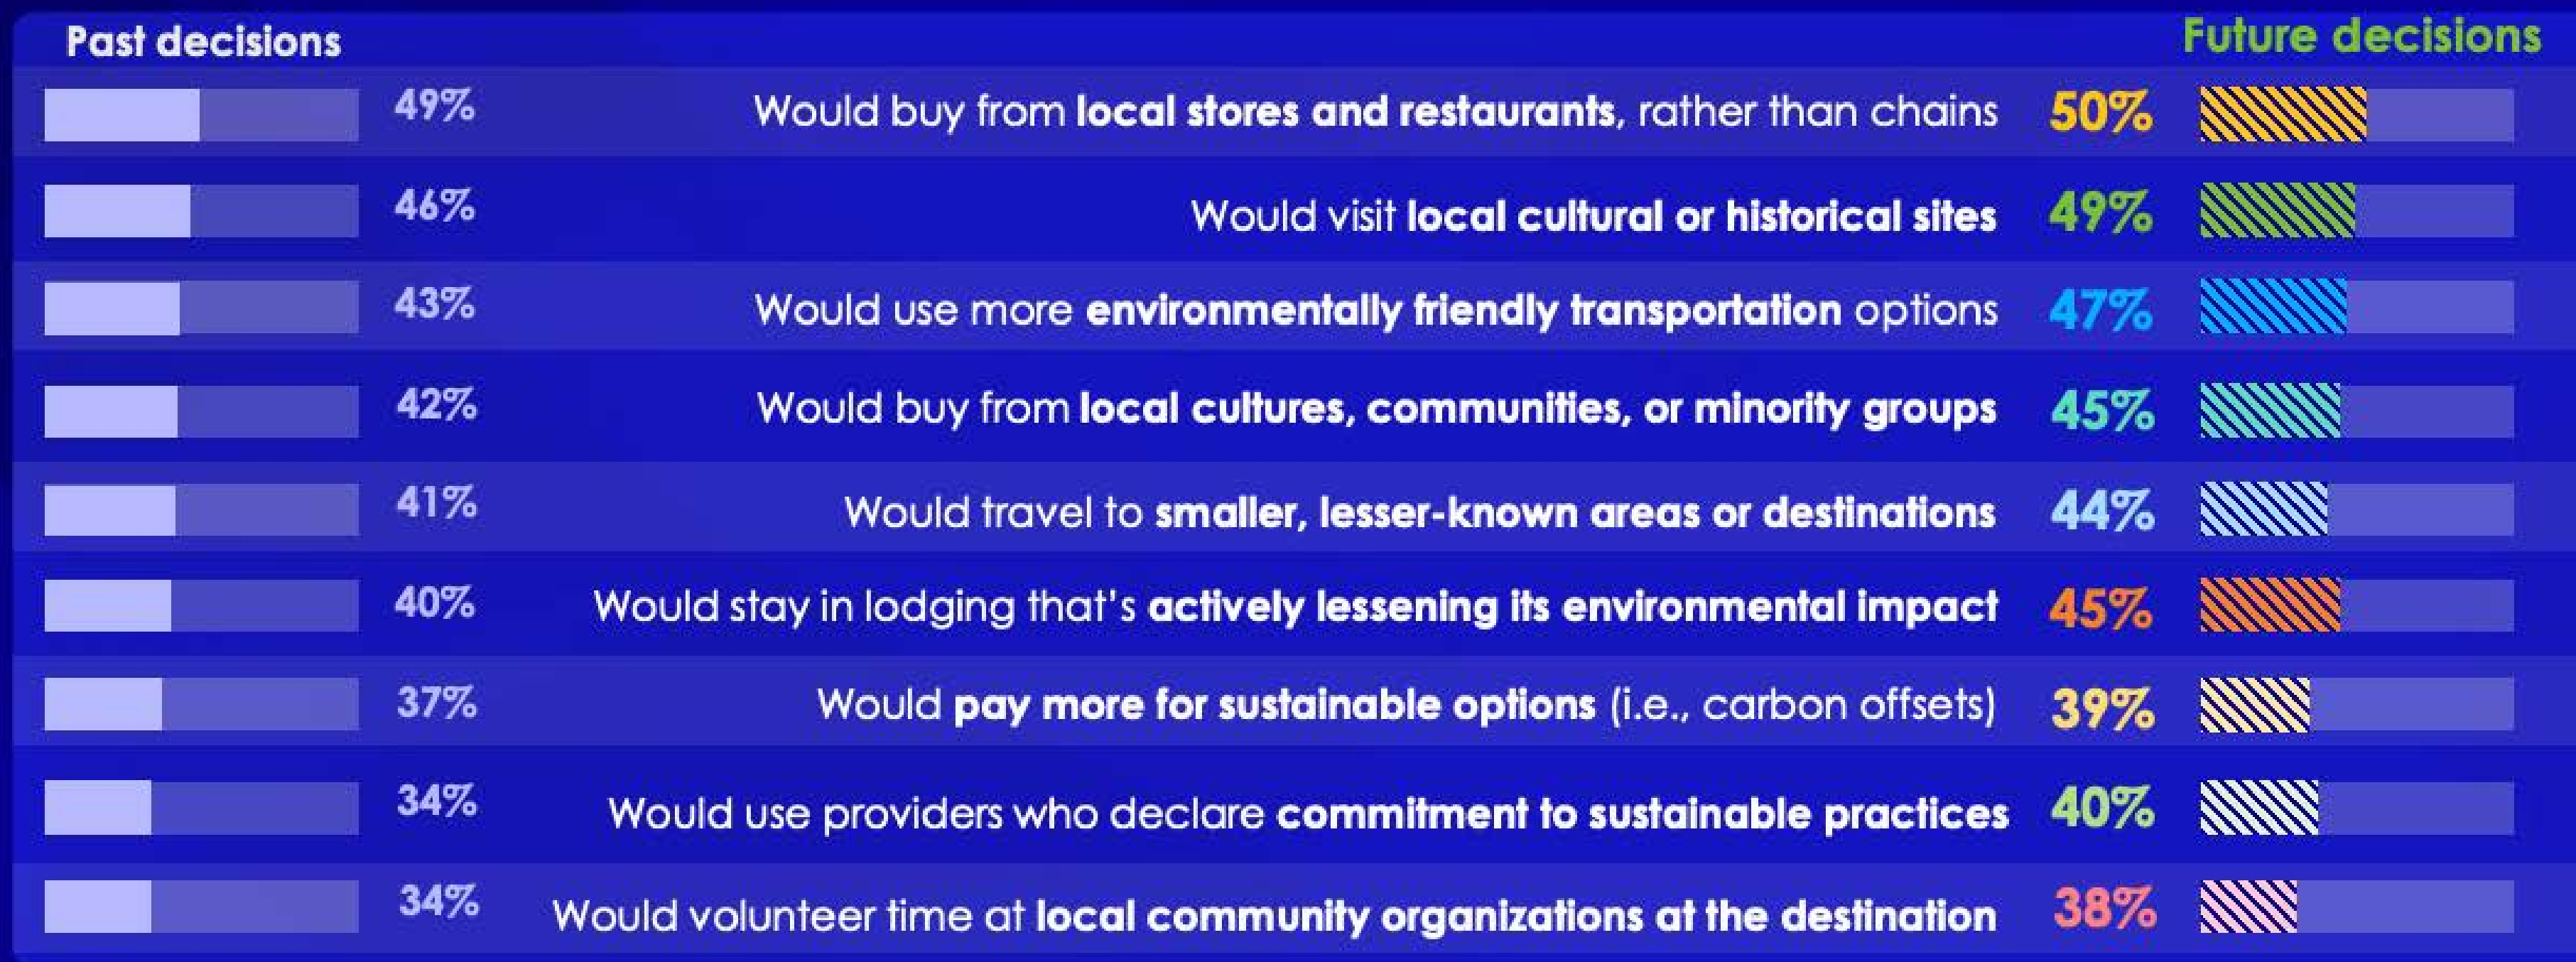 Past decisions Future decisions
49% Would buy from local stores and restaurants, rather than chains 50%
46% Would visit local cultural or historical sites 49%
43% Would use more environmentally friendly transportation options 47%
42% Would buy from local cultures, communities, or minority groups 45%
41% Would travel to smaller, lesser-known areas or destinations 44%
40% Would stay in lodging that's actively lessening its environmental impact 45%
37% Would pay more for sustainable options (i.e., carbon offsets) 39%
34% Would use providers who declare commitment to sustainable practices 40%
34% Would volunteer time at local community organizations at the destination 38%